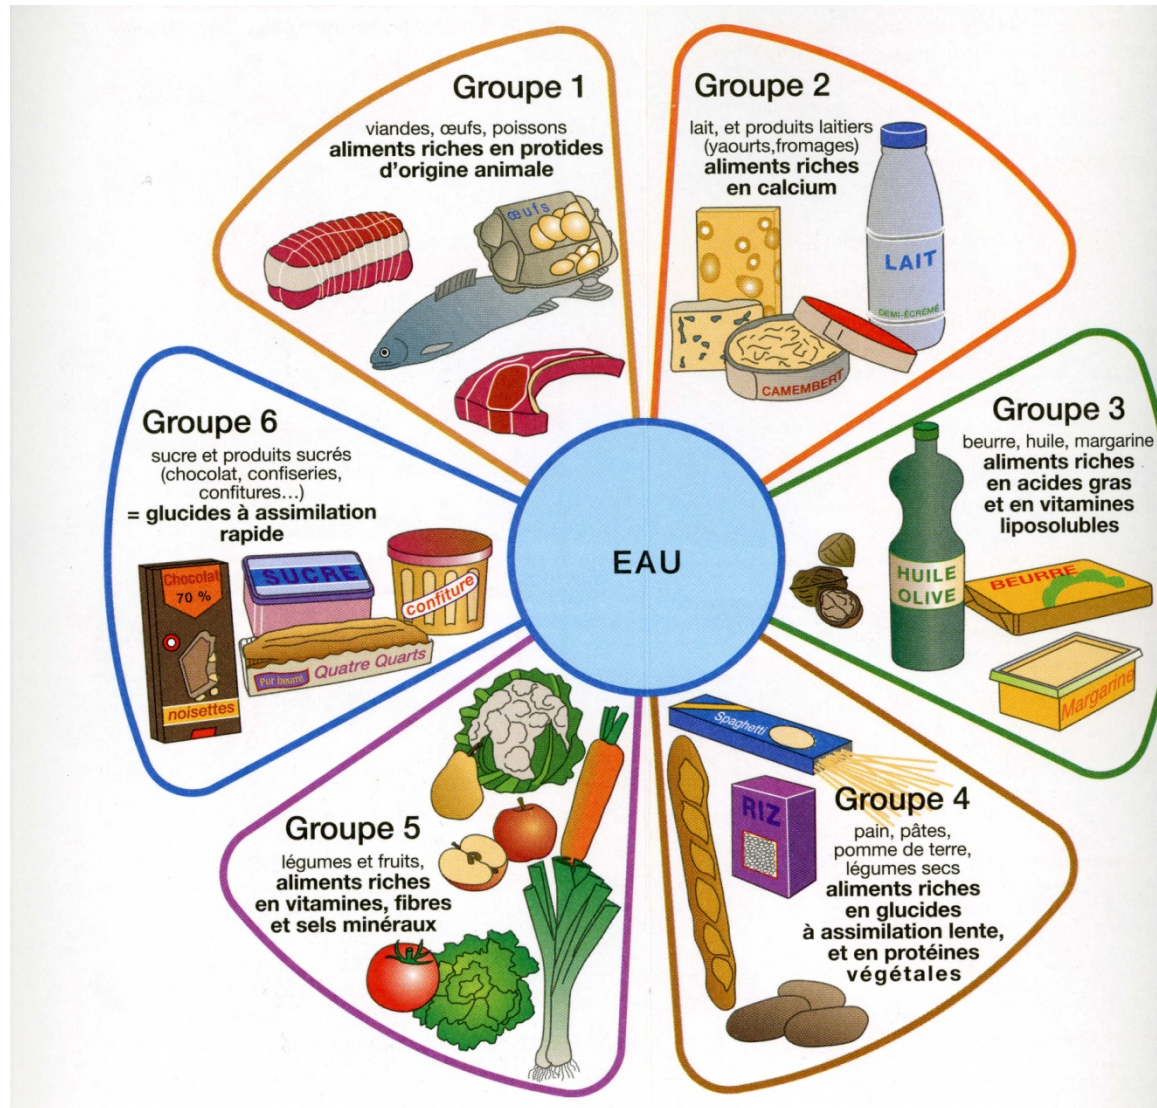 Groupe 1
viandes, œufs, poissons
aliments riches en protides
d'origine animale
œufs
Groupe 2
lait, et produits laitiers
(yaourts,fromages)
aliments riches
en calcium
LAIT
DEMI-ÉCRÉMÉ
CAMEMBERT
Groupe 3
beurre, huile, margarine
aliments riches
en acides gras
et en vitamines
liposolubles
HUILE
OLIVE
BEURRE
Margarine
Groupe 4
pain, pâtes,
pomme de terre,
légumes secs
aliments riches
en glucides
à assimilation lente,
et en protéines
végétales
Spaghetti
RIZ
Groupe 5
légumes et fruits,
aliments riches
en vitamines, fibres
et sels minéraux
Groupe 6
sucre et produits sucrés
(chocolat, confiseries,
confitures...)
= glucides à assimilation
rapide
Chocolat
70 %
noisettes
SUCRE
confiture
Pur beurre
Quatre Quarts
EAU